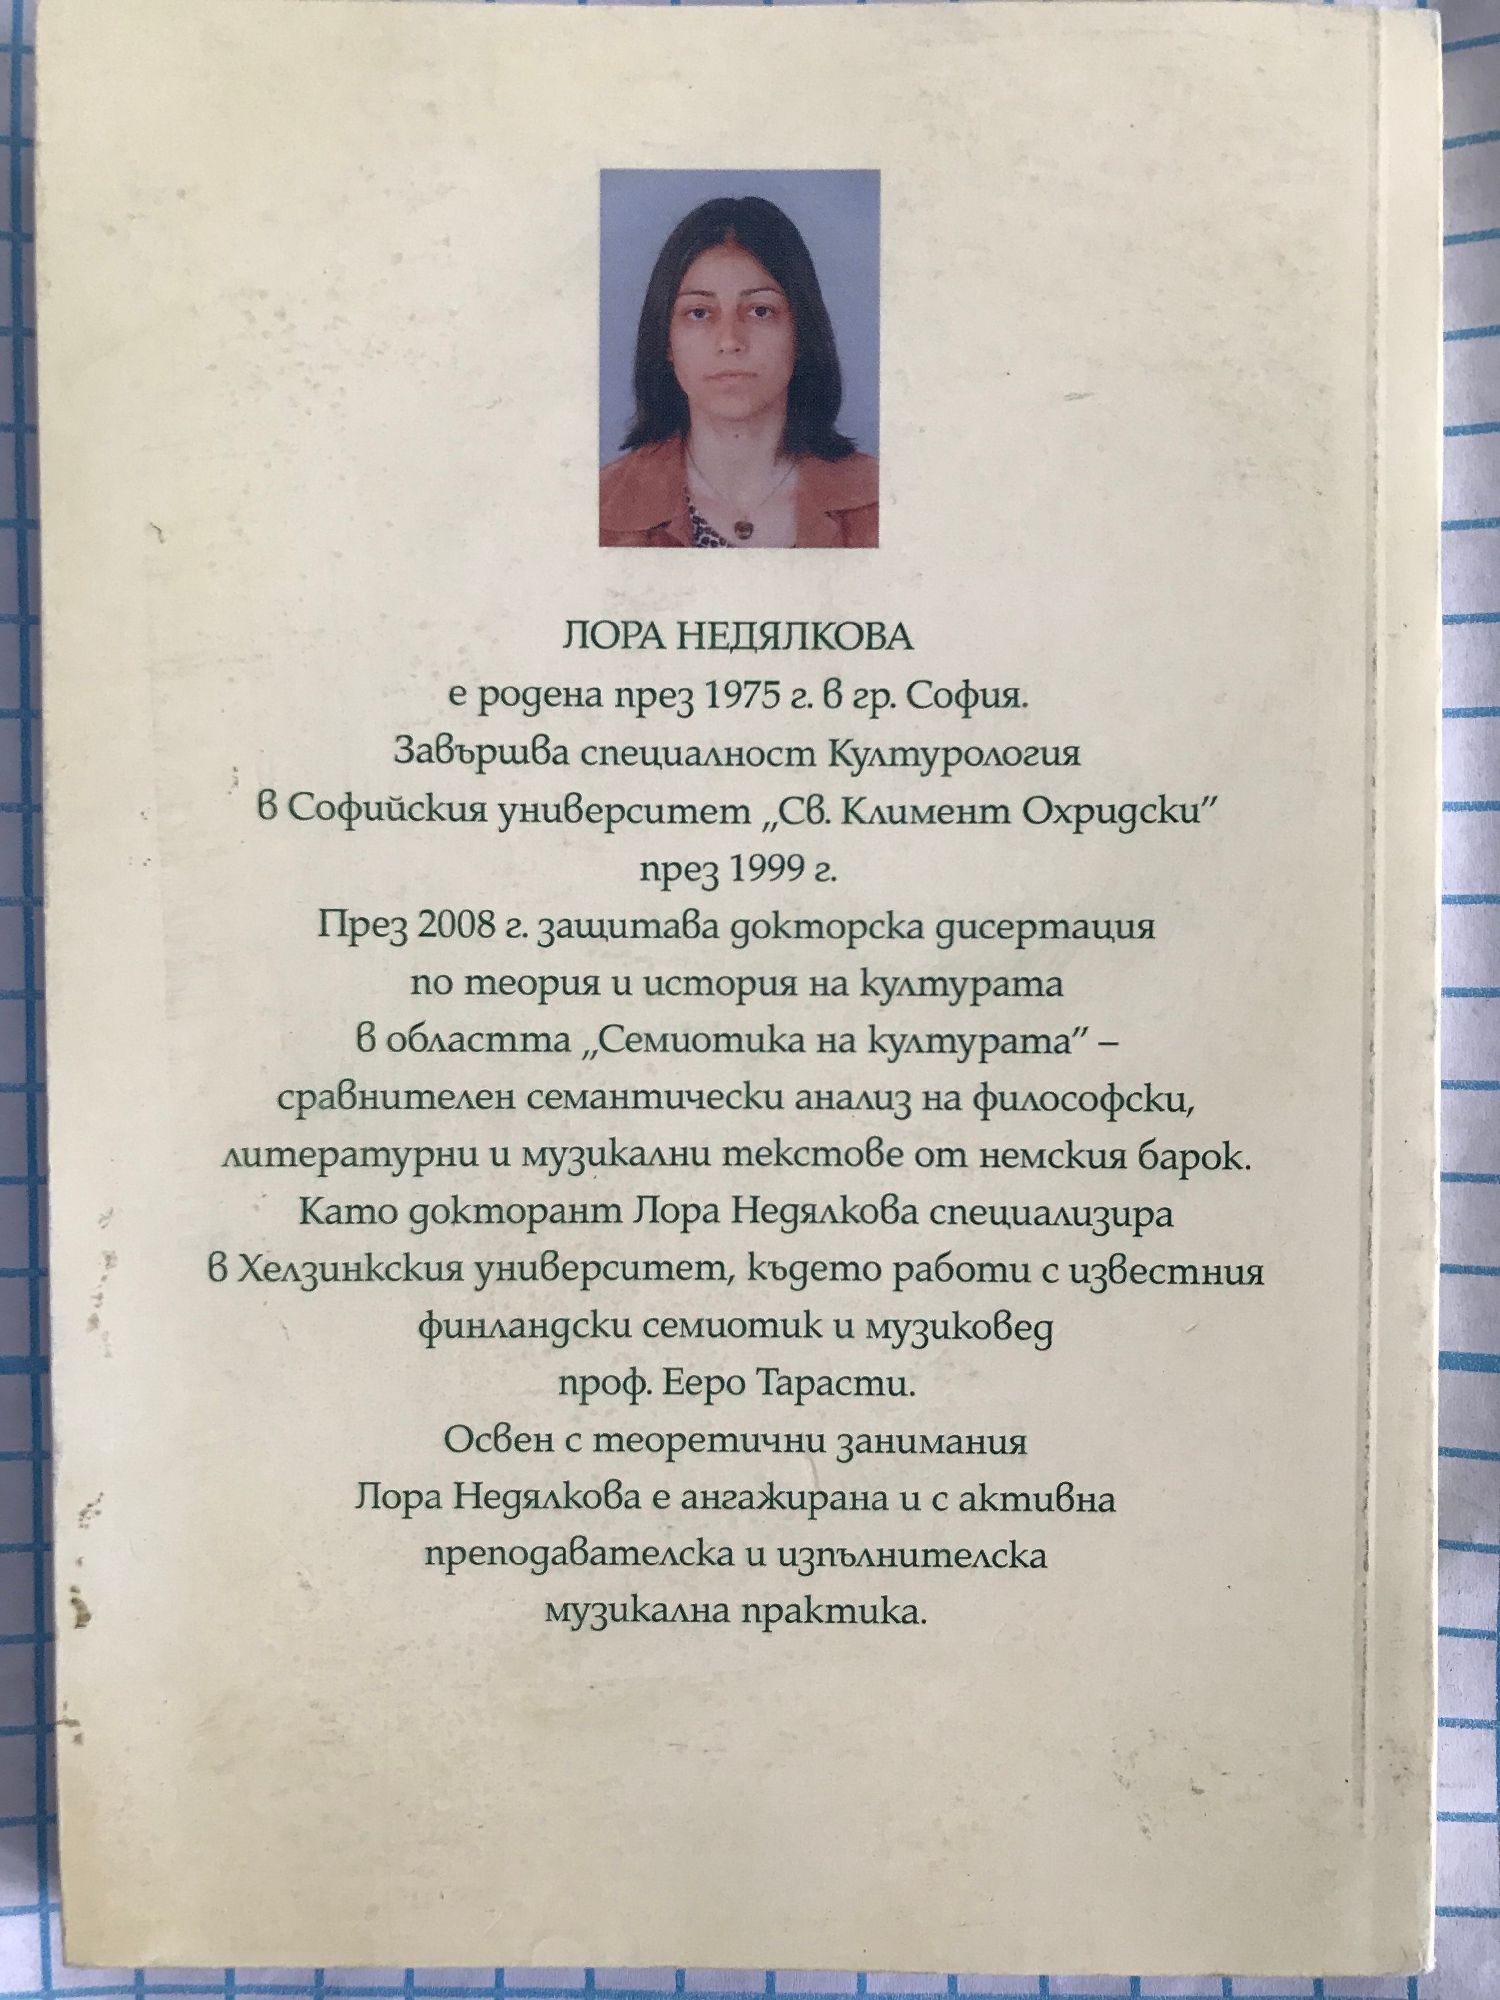 ЛОРА НЕДЯЛКОВА
е родена през 1975 г. в гр. София.
Завършва специалност Културология
в Софийския университет „Св. Климент Охридски”
през 1999 г.
През 2008 г. защитава докторска дисертация
по теория и история на културата
в областта „Семиотика на културата” –
сравнителен семантически анализ на философски,
литературни и музикални текстове от немския барок.
Като докторант Лора Недялкова специализира
в Хелзинкския университет, където работи с известния
финландски семиотик и музиковед
проф. Ееро Тарасти.
Освен с теоретични занимания
Лора Недялкова е ангажирана и с активна
преподавателска и изпълнителска
музикална практика.